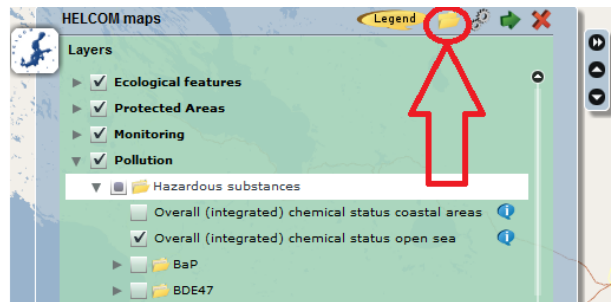 HELCOM maps
Legend
Layers
Ecological features
Protected Areas
Monitoring
Pollution
Hazardous substances
Overall (integrated) chemical status coastal areas
Overall (integrated) chemical status open sea
BaP
BDE47